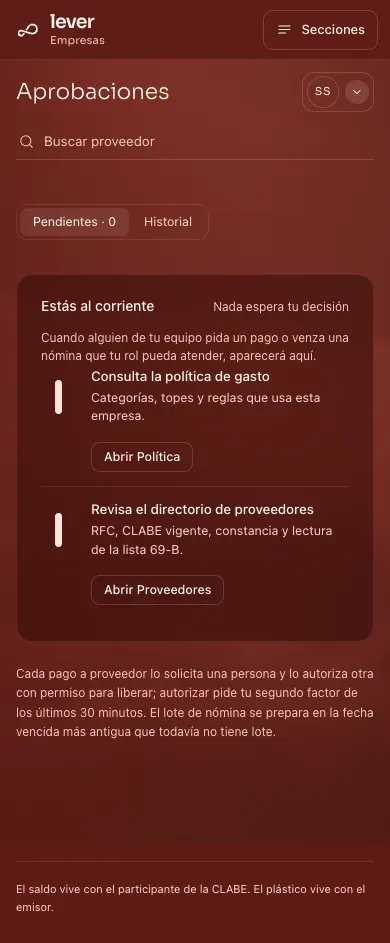 lever
Empresas
Secciones
Aprobaciones
SS
Buscar proveedor
Pendientes · 0
Historial
Estás al corriente
Nada espera tu decisión
Cuando alguien de tu equipo pida un pago o venza una
nómina que tu rol pueda atender, aparecerá aquí.
Consulta la política de gasto
Categorías, topes y reglas que usa esta
empresa.
Abrir Política
Revisa el directorio de proveedores
RFC, CLABE vigente, constancia y lectura
de la lista 69-B.
Abrir Proveedores
Cada pago a proveedor lo solicita una persona y lo autoriza otra
con permiso para liberar; autorizar pide tu segundo factor de
los últimos 30 minutos. El lote de nómina se prepara en la fecha
vencida más antigua que todavía no tiene lote.
El saldo vive con el participante de la CLABE. El plástico vive con el
emisor.